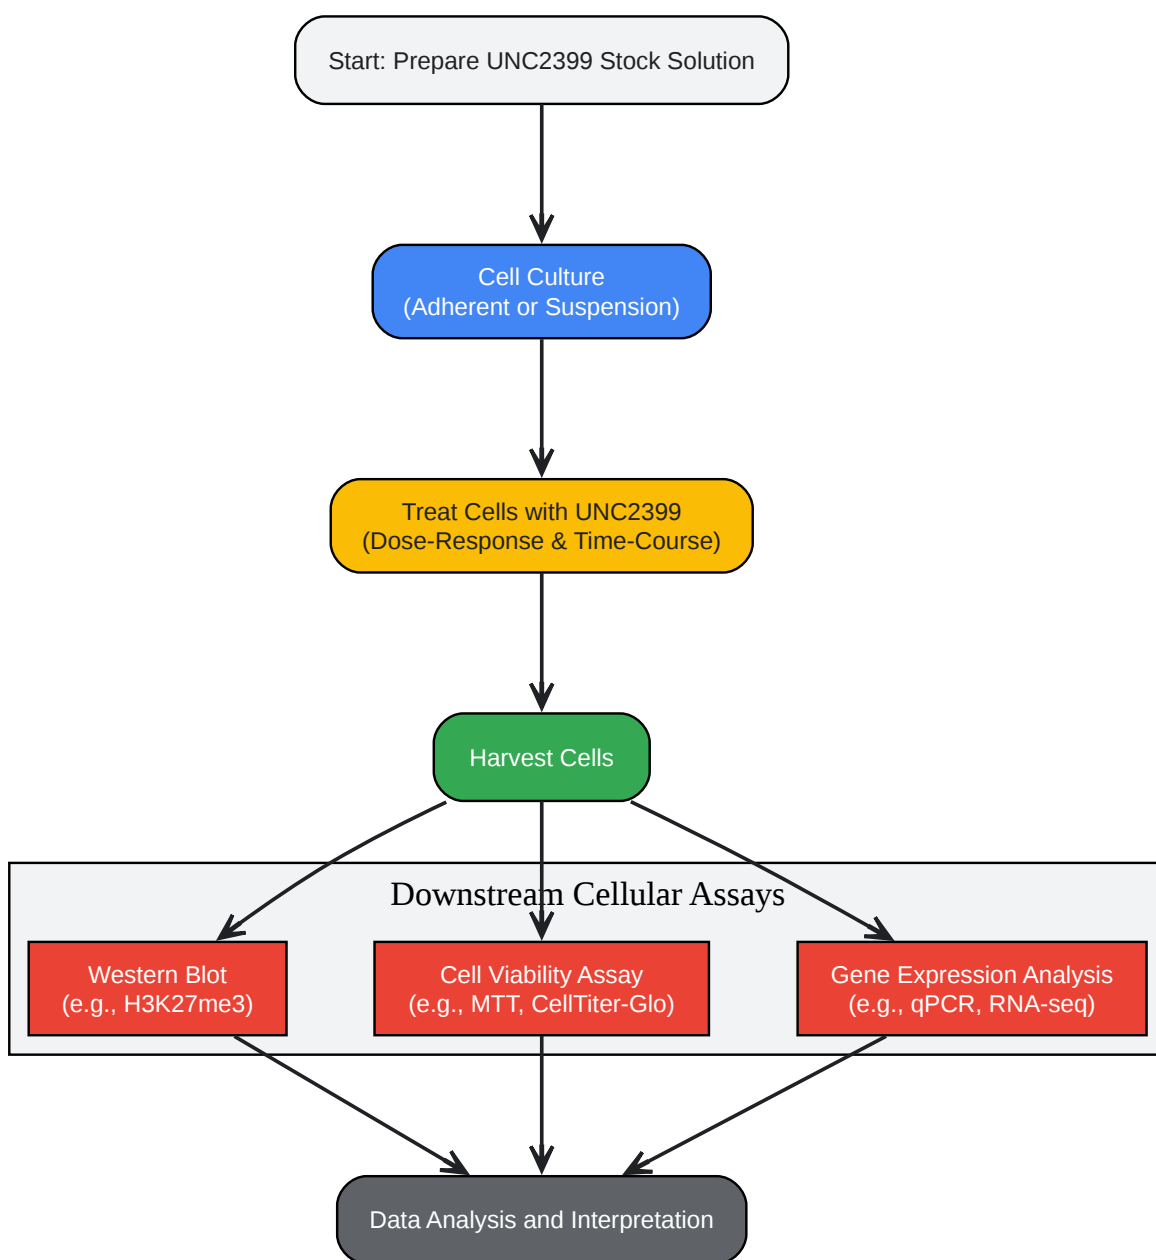 Start: Prepare UNC2399 Stock Solution
Cell Culture
(Adherent or Suspension)
Treat Cells with UNC2399
(Dose-Response & Time-Course)
Harvest Cells
Downstream Cellular Assays
Western Blot
(e.g., H3K27me3)
Cell Viability Assay
(e.g., MTT, CellTiter-Glo)
Gene Expression Analysis
(e.g., qPCR, RNA-seq)
Data Analysis and Interpretation